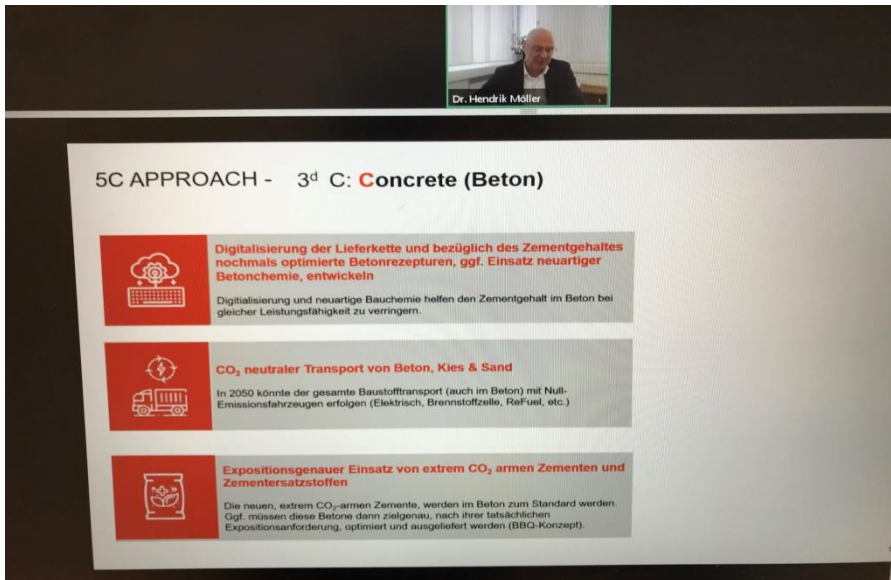 Dr. Hendrik Möller
5C APPROACH - 3ᵈ C: Concrete (Beton)
Digitalisierung der Lieferkette und bezüglich des Zementgehaltes
nochmals optimierte Betonrezepturen, ggf. Einsatz neuartiger
Betonchemie, entwickeln
Digitialisierung und neuartige Bauchemie helfen den Zementgehalt im Beton bei
gleicher Leistungsfähigkeit zu verringern.
CO₂ neutraler Transport von Beton, Kies & Sand
In 2050 könnte der gesamte Baustofftransport (auch im Beton) mit Null-
Emissionsfahrzeugen erfolgen (Elektrisch, Brennstoffzelle, ReFuel, etc.)
Expositionsgenauer Einsatz von extrem CO₂ armen Zementen und
Zementersatzstoffen
Die neuen, extrem CO₂-armen Zemente, werden im Beton zum Standard werden.
Ggf. müssen diese Betone dann zielgenau, nach ihrer tatsächlichen
Expositionsanforderung, optimiert und ausgeliefert werden (BBQ-Konzept).